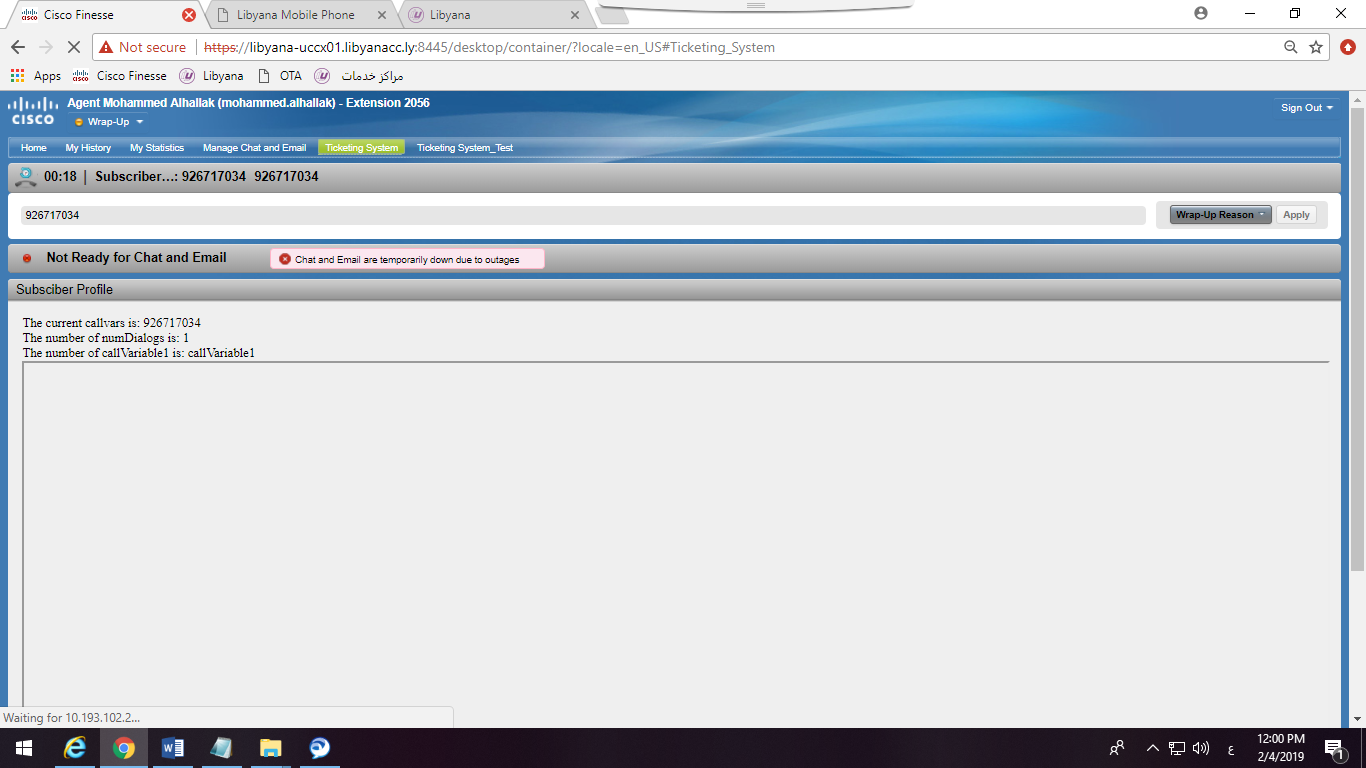 Cisco Finesse
Libyana Mobile Phone
Libyana
Not secure
https://libyana-uccx01.libyanacc.ly:8445/desktop/container/?locale=en_US#Ticketing_System
Apps
Cisco Finesse
Libyana
OTA
مراكز خدمات
CISCO
Agent Mohammed Alhallak (mohammed.alhallak) - Extension 2056
Wrap-Up
Sign Out
Home
My History
My Statistics
Manage Chat and Email
Ticketing System
Ticketing System_Test
00:18 | Subscriber...: 926717034 926717034
926717034
Wrap-Up Reason
Apply
Not Ready for Chat and Email
Chat and Email are temporarily down due to outages
Subsciber Profile
The current callvars is: 926717034
The number of numDialogs is: 1
The number of callVariable1 is: callVariable1
Waiting for 10.193.102.2...
ع
12:00 PM
2/4/2019
1